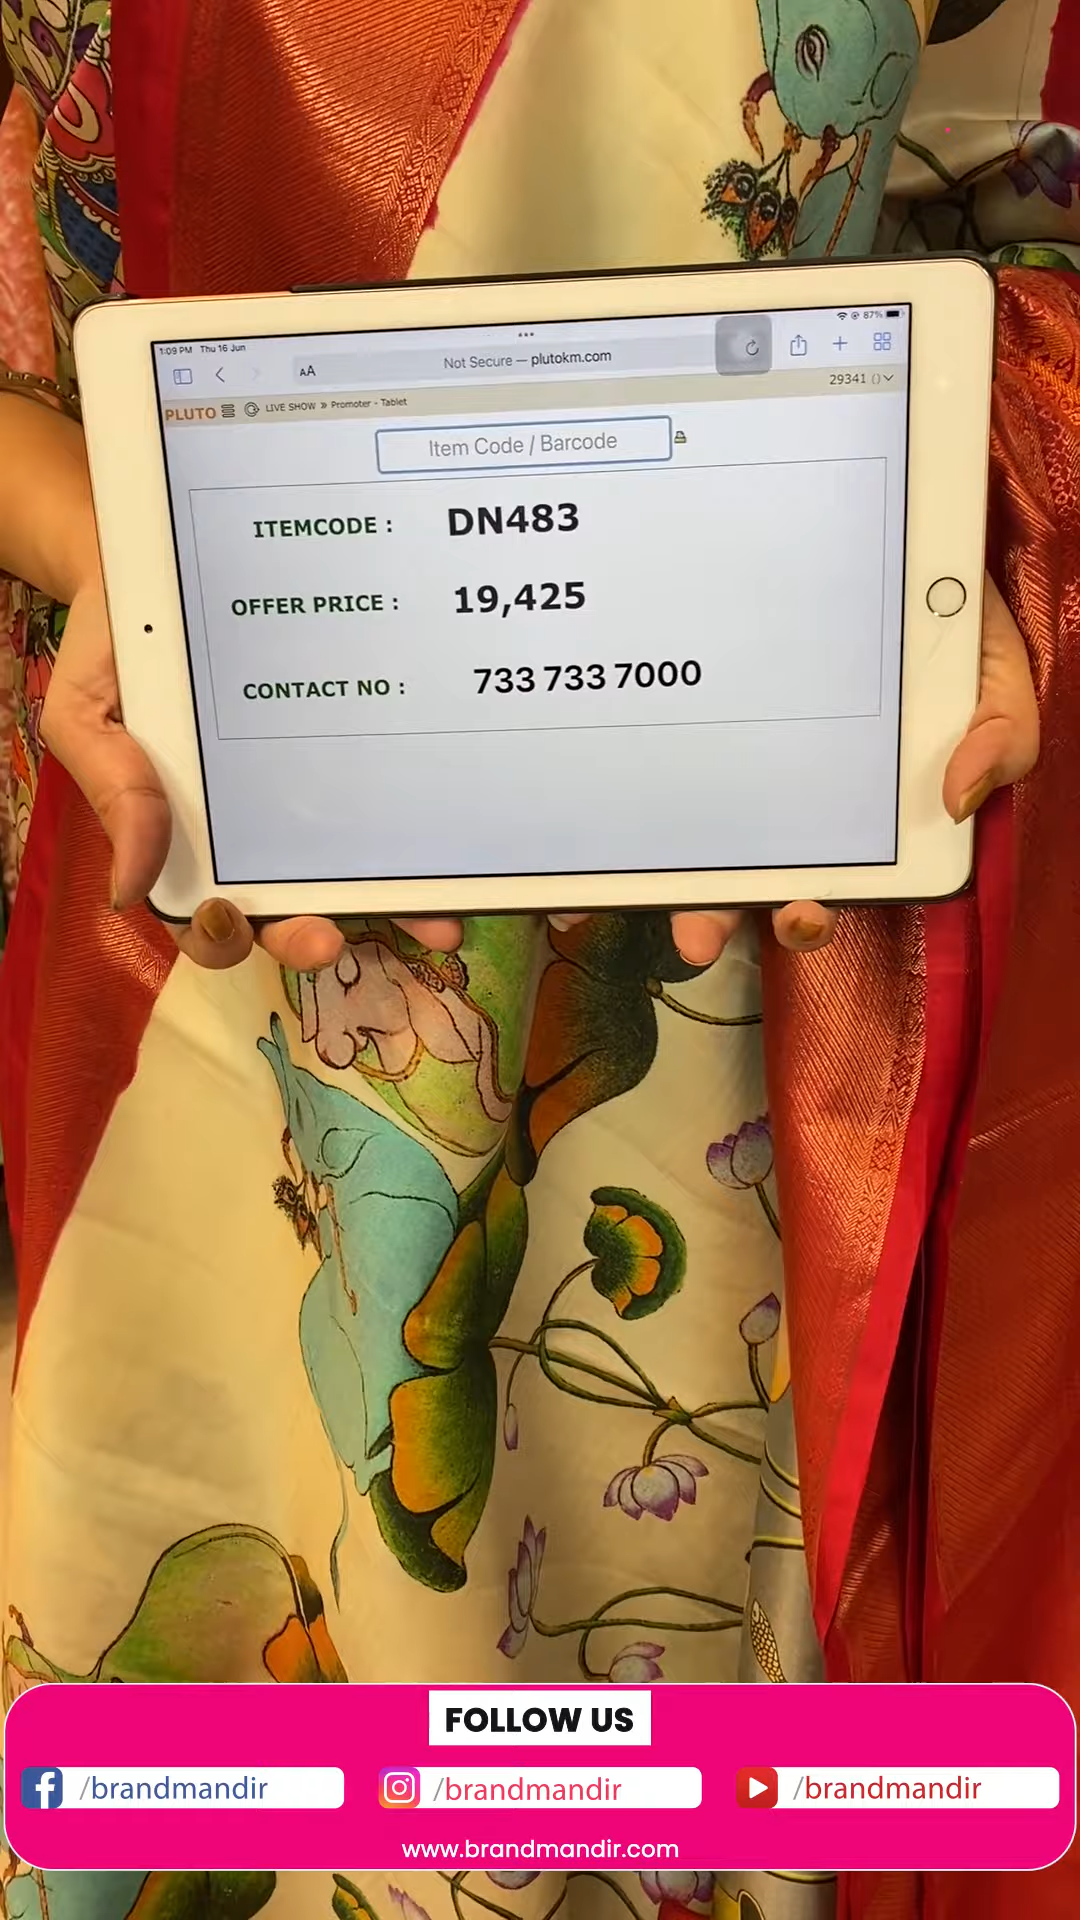 1:09 PM Thu 16 Jun
87%
AA
Not Secure — plutokm.com
29341 ()
PLUTO
LIVE SHOW » Promoter - Tablet
Item Code / Barcode
ITEMCODE : DN483
OFFER PRICE : 19,425
CONTACT NO : 733 733 7000
FOLLOW US
/brandmandir /brandmandir /brandmandir
www.brandmandir.com